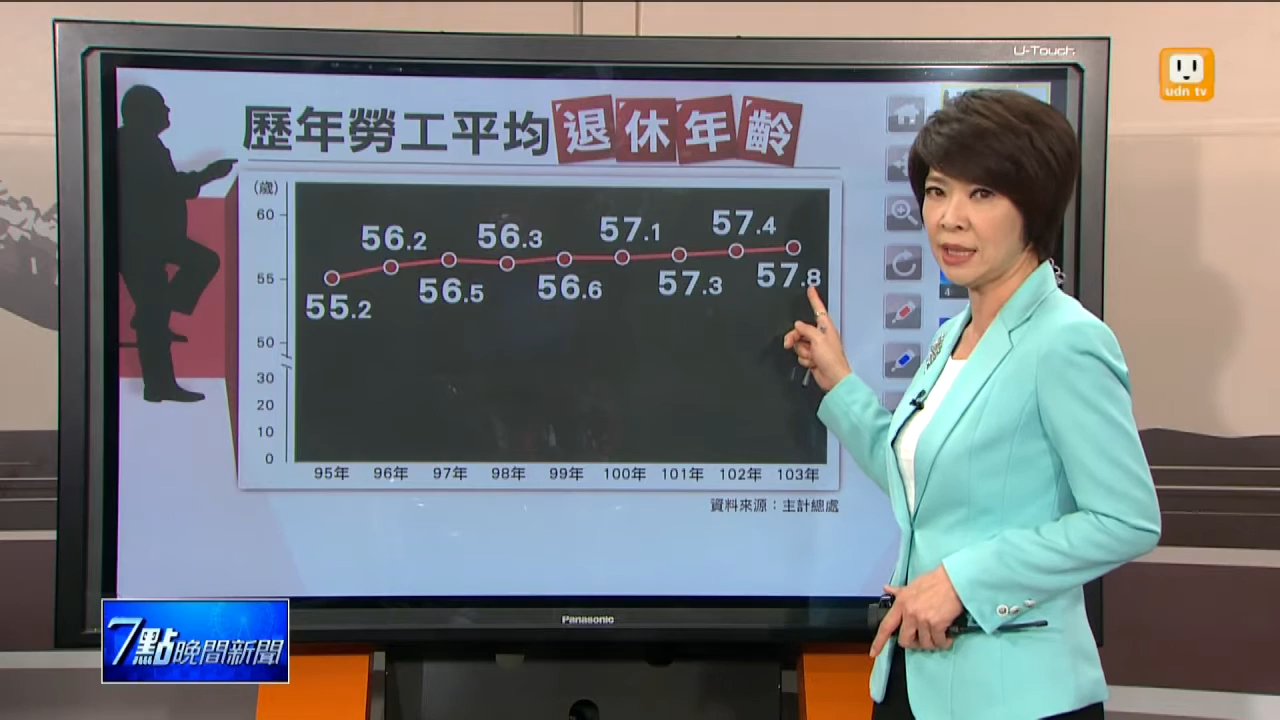 U-Touch
udn tv
歷年勞工平均退休年齡
(歲)
60
55
50
30
20
10
0
56.2 56.3 57.1 57.4
55.2 56.5 56.6 57.3 57.8
95年 96年 97年 98年 99年 100年 101年 102年 103年
資料來源：主計總處
4
Panasonic
7點晚間新聞